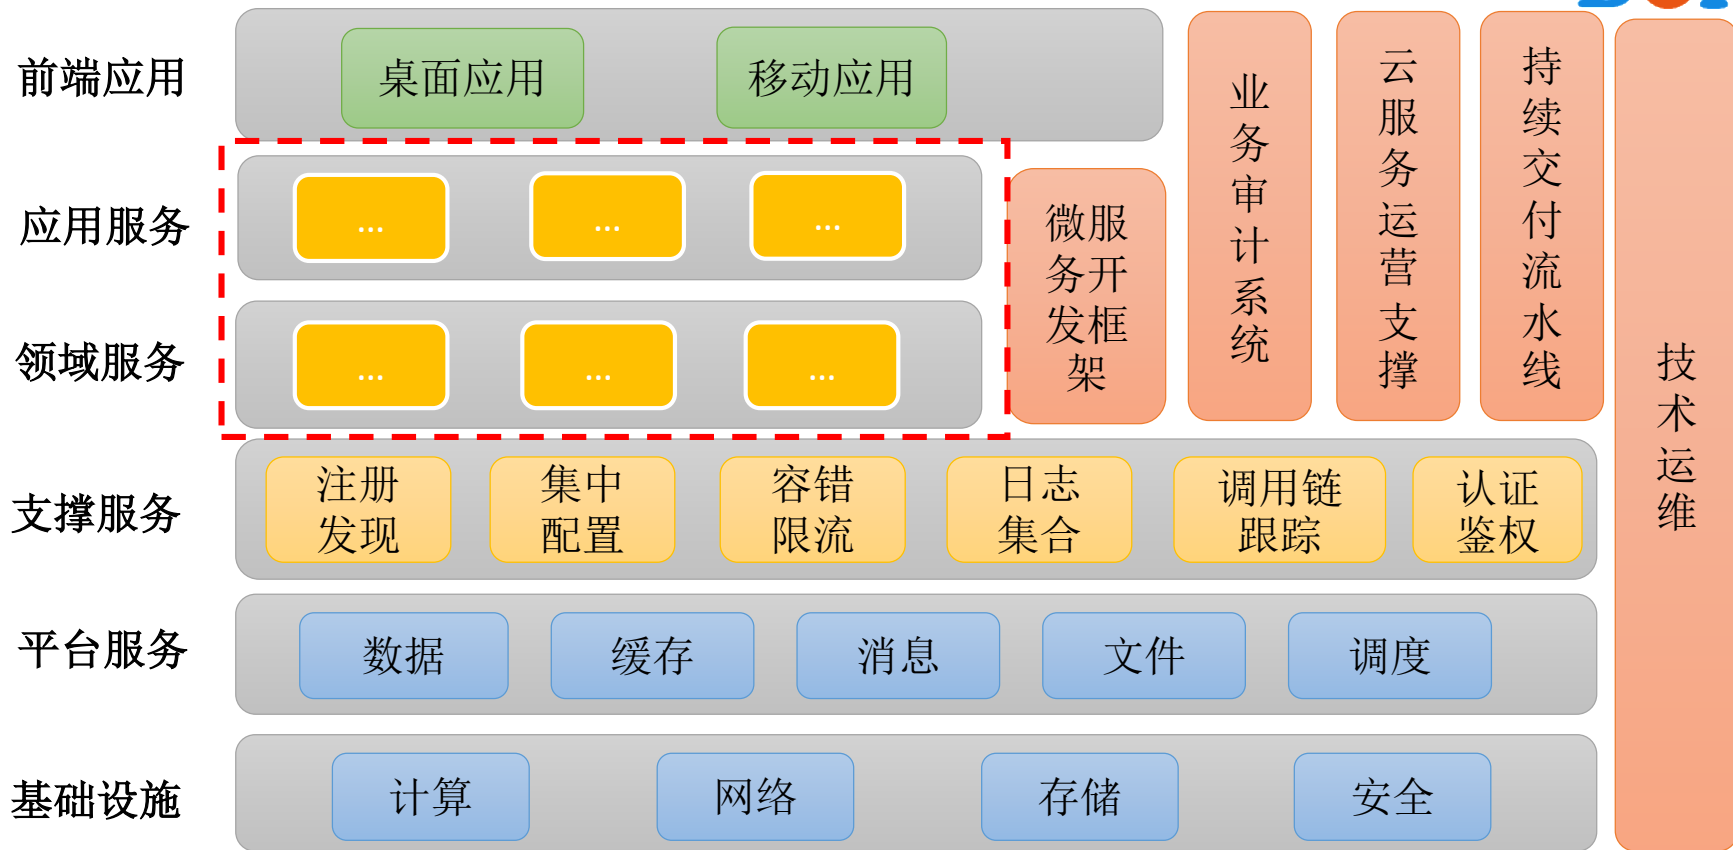 前端应用
桌面应用
移动应用
应用服务
...
...
...
领域服务
...
...
...
微服
务开
发框
架
业务审计系统
云服务运营支撑
持续交付流水线
技术运维
支撑服务
注册
发现
集中
配置
容错
限流
日志
集合
调用链
跟踪
认证
鉴权
平台服务
数据
缓存
消息
文件
调度
基础设施
计算
网络
存储
安全